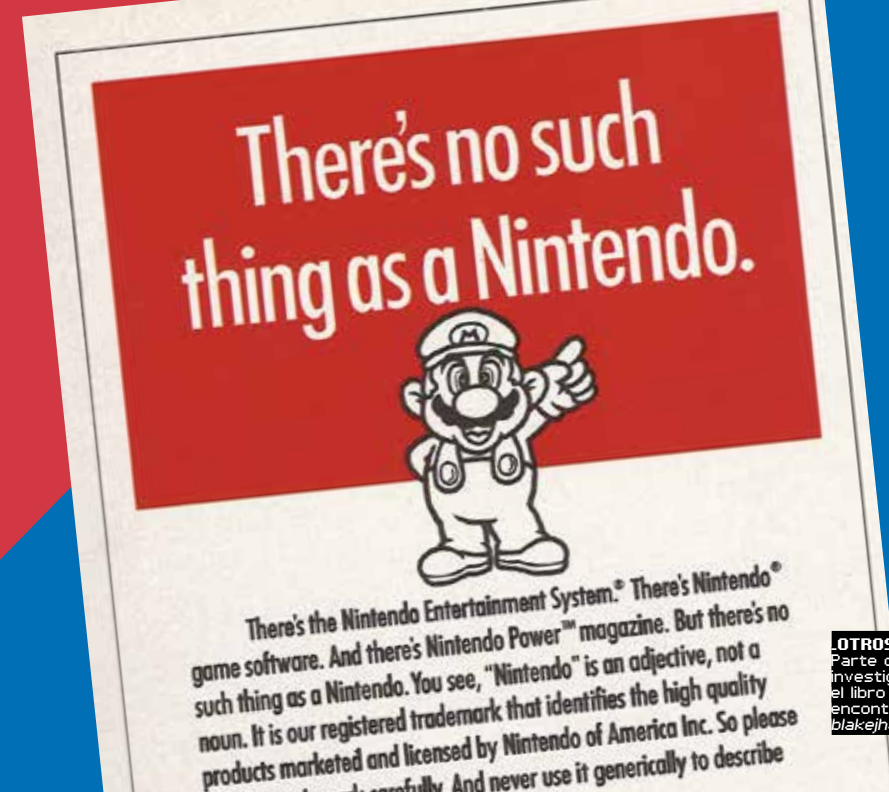 There's no such
thing as a Nintendo.
M
There's the Nintendo Entertainment System.® There's Nintendo®
game software. And there's Nintendo Power™ magazine. But there's no
such thing as a Nintendo. You see, "Nintendo" is an adjective, not a
noun. It is our registered trademark that identifies the high quality
products marketed and licensed by Nintendo of America Inc. So please
carefully. And never use it generically to describe
LOTROS
Parte
investig
el libro
encont
blakejh